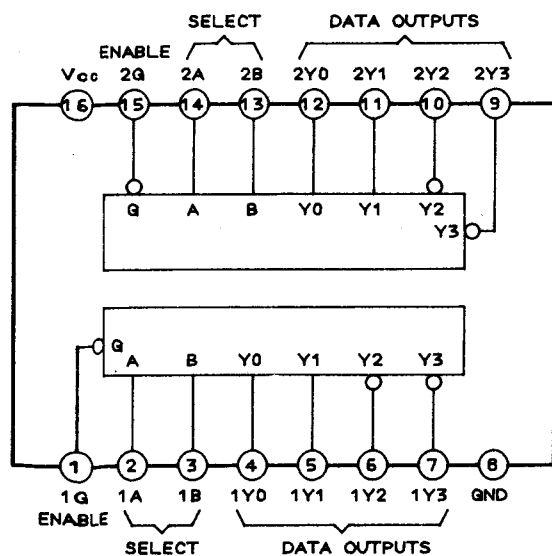 SELECT DATA OUTPUTS
ENABLE
Vcc 2G 2A 2B 2Y0 2Y1 2Y2 2Y3
16 15 14 13 12 11 10 9
G A B Y0 Y1 Y2
Y3
G
A B Y0 Y1 Y2 Y3
1 2 3 4 5 6 7 8
1G 1A 1B 1Y0 1Y1 1Y2 1Y3 GND
ENABLE
SELECT DATA OUTPUTS